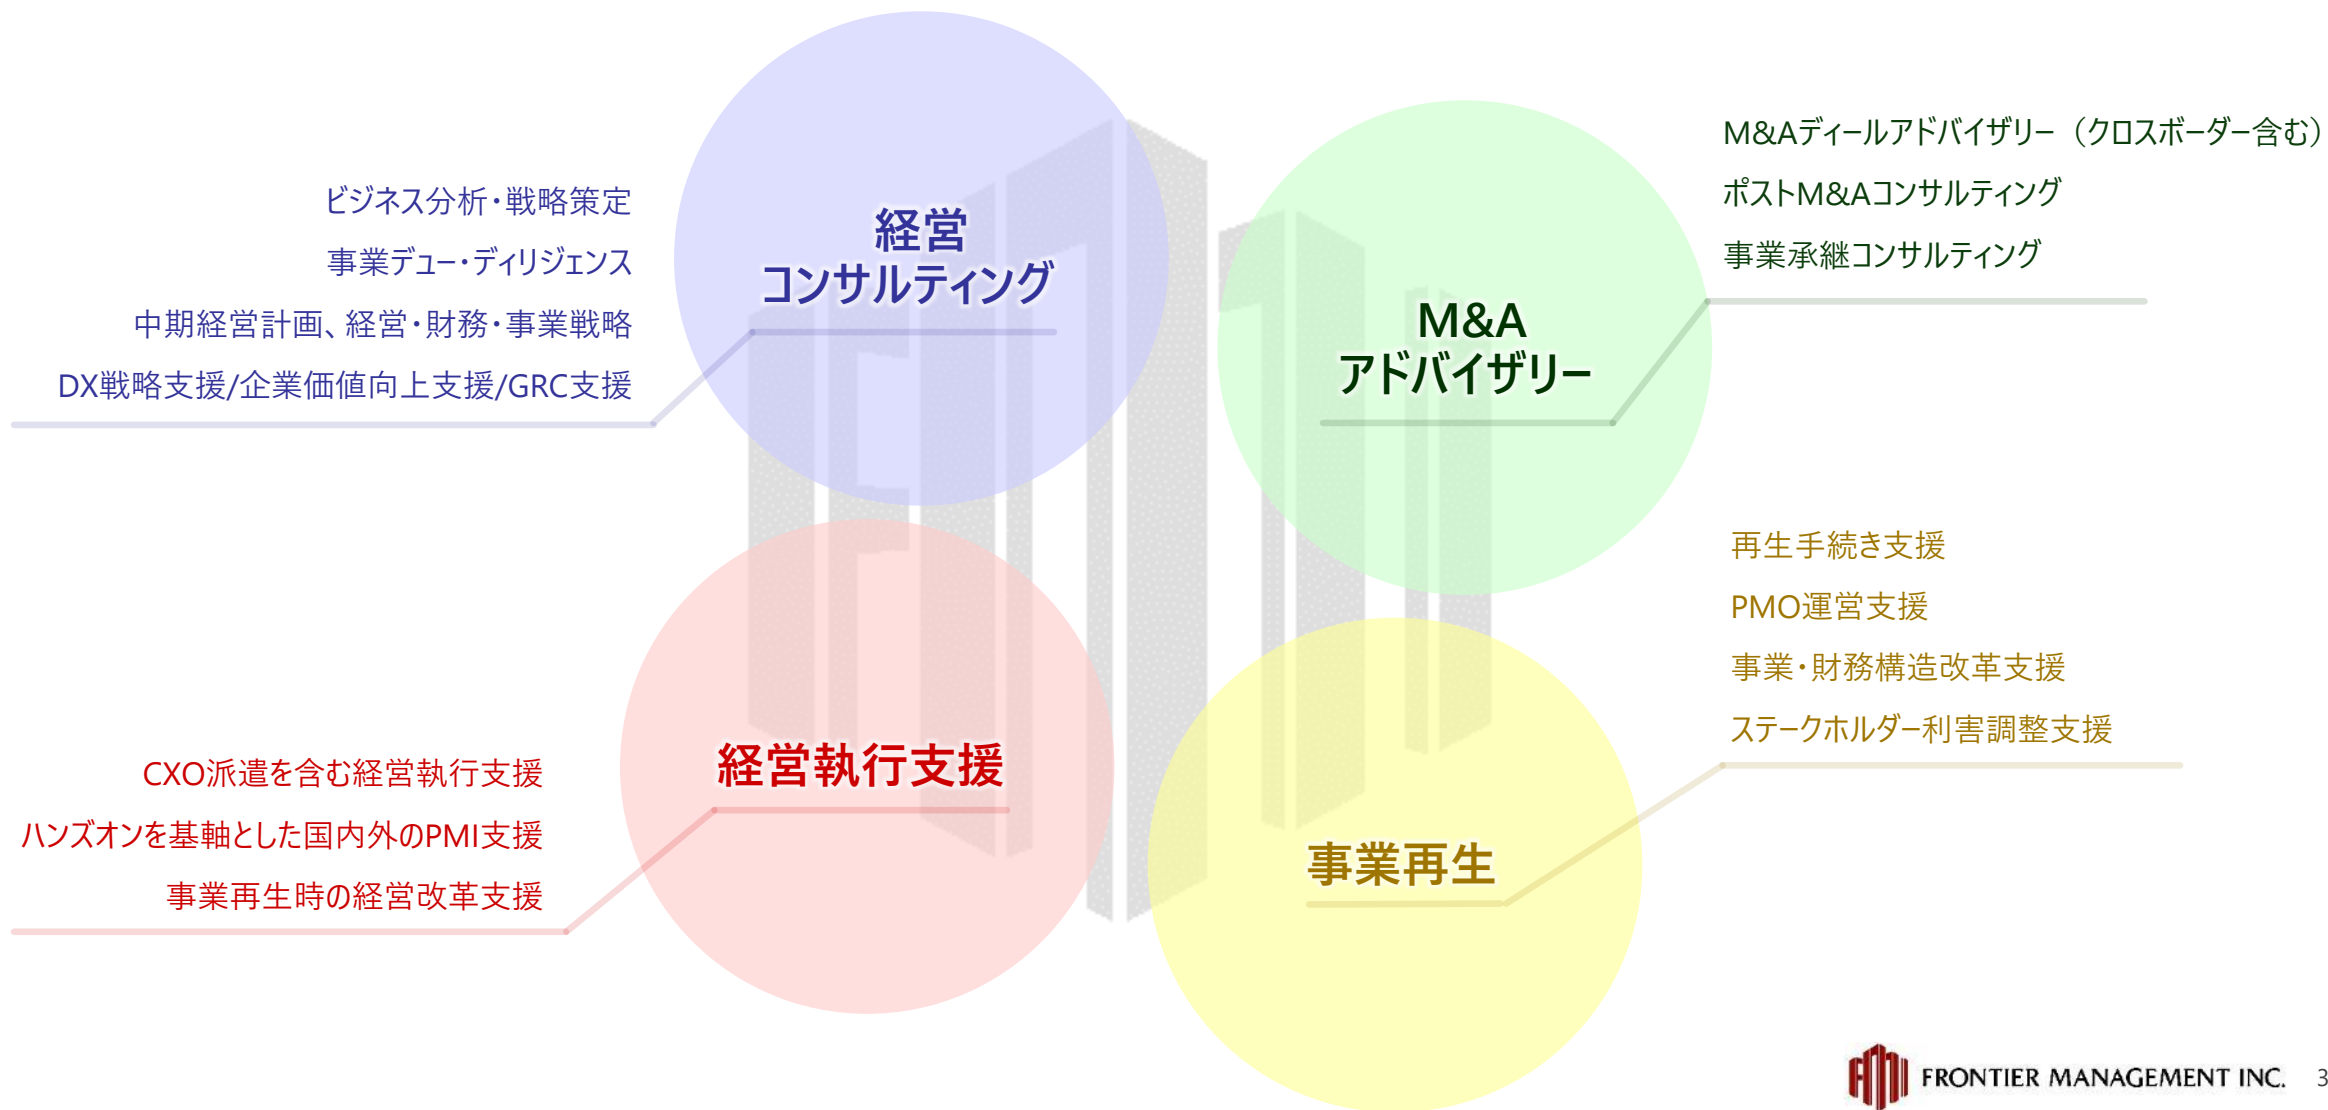 ビジネス分析・戦略策定
事業デュー・ディリジェンス
中期経営計画、経営・財務・事業戦略
DX戦略支援/企業価値向上支援/GRC支援
経営
コンサルティング
M&Aディールアドバイザリー（クロスボーダー含む）
ポストM&Aコンサルティング
事業承継コンサルティング
M&A
アドバイザリー
CXO派遣を含む経営執行支援
ハンズオンを基軸とした国内外のPMI支援
事業再生時の経営改革支援
経営執行支援
再生手続き支援
PMO運営支援
事業・財務構造改革支援
ステークホルダー利害調整支援
事業再生
FRONTIER MANAGEMENT INC.
3